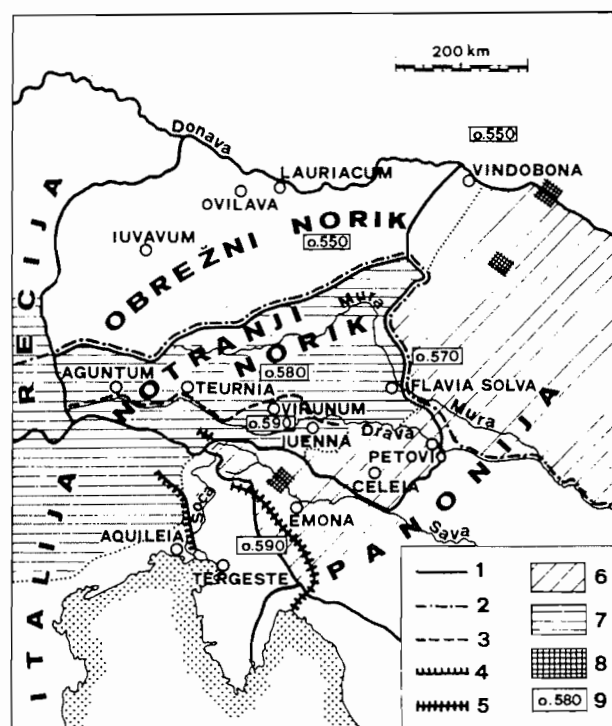 200 km
o.550
Donava
VINDOBONA
LAURIACUM
OVILAVA
IUVAVUM
OBREŽNI NORIK
o.550
RECIJA
NOTRANJI NORIK
Mura
o.570
AGUNTUM
o.580
TEURNIA
FLAVIA SOLVA
VIRUNUM
Mura
o.590
IUENNA
Drava
PETOVIO
CELEIA
PANONIJA
Soča
EMONA
Sava
AQUILEIA
o.590
TERGESTE
ITALIJA
1
2
3
4
5
6
7
8
o.580 9